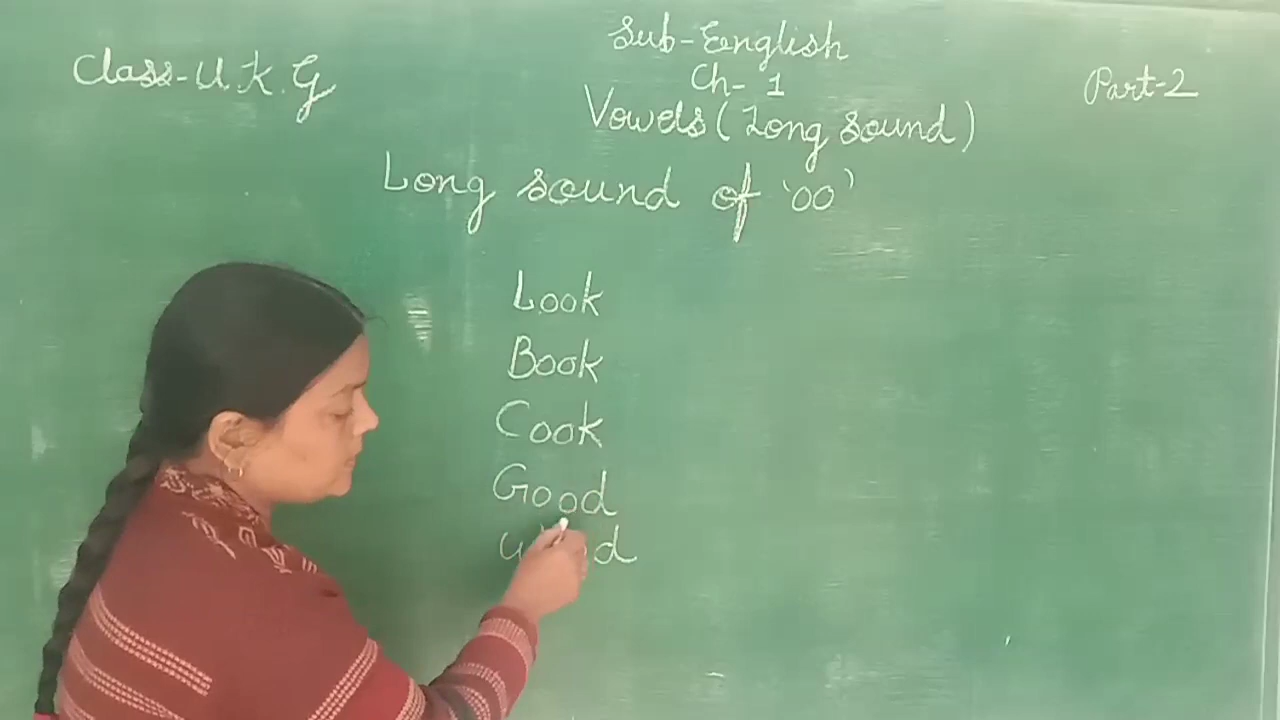 Sub-English
Class-U.K.G
Ch-1
Part-2
Vowels (Long sound)
Long sound of 'oo'
Look
Book
Cook
Good